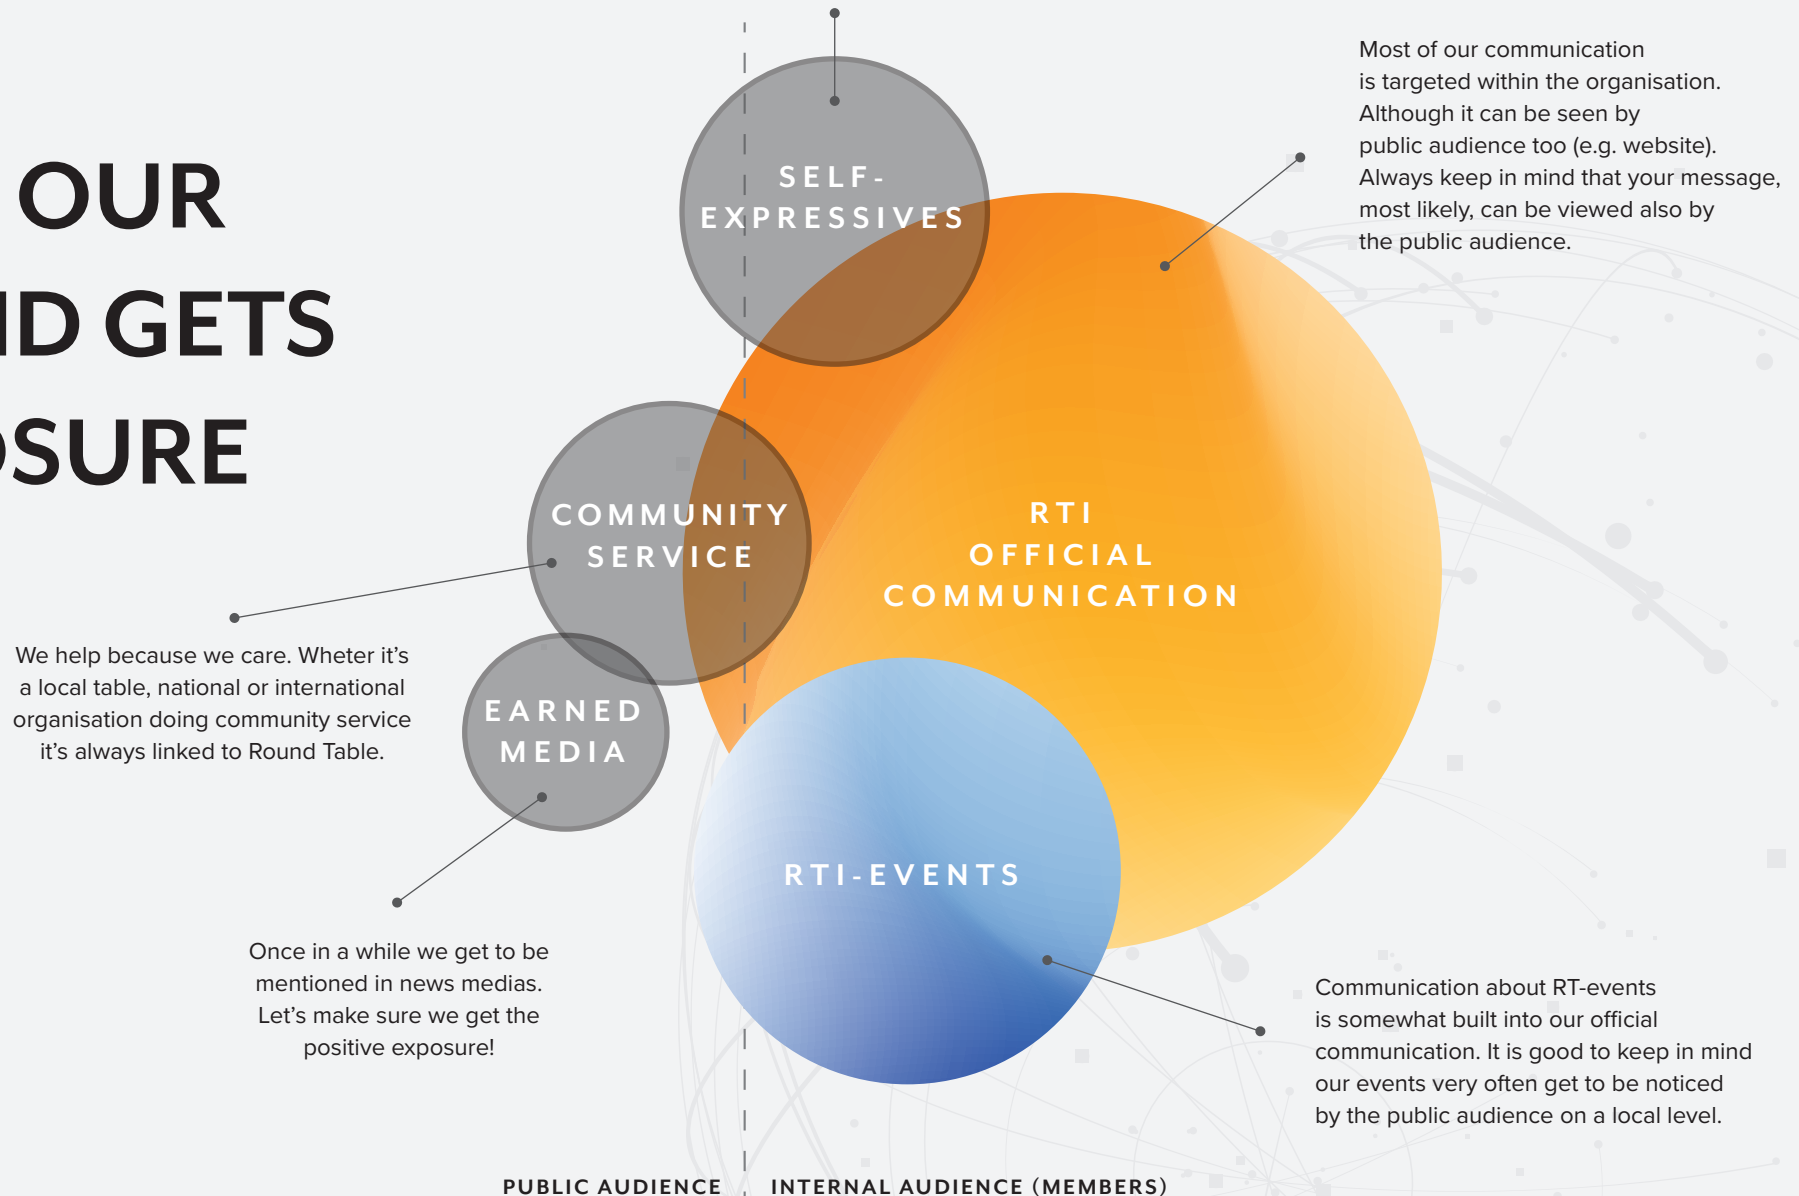 OUR
GETS
SELF-
EXPRESSIVES
Most of our communication
is targeted within the organisation.
Although it can be seen by
public audience too (e.g. website).
Always keep in mind that your message,
most likely, can be viewed also by
the public audience.
COMMUNITY
SERVICE
RTI
OFFICIAL
COMMUNICATION
We help because we care. Wheter it’s
a local table, national or international
organisation doing community service
it’s always linked to Round Table.
EARNED
MEDIA
RTI-EVENTS
Once in a while we get to be
mentioned in news medias.
Let’s make sure we get the
positive exposure!
Communication about RT-events
is somewhat built into our official
communication. It is good to keep in mind
our events very often get to be noticed
by the public audience on a local level.
PUBLIC AUDIENCE
INTERNAL AUDIENCE (MEMBERS)